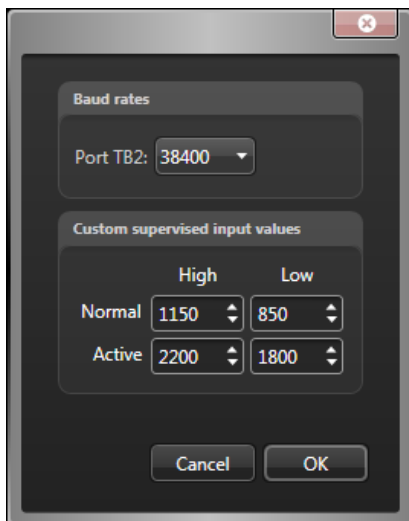 Baud rates
Port TB2: 38400
Custom supervised input values
High Low
Normal 1150 850
Active 2200 1800
Cancel OK